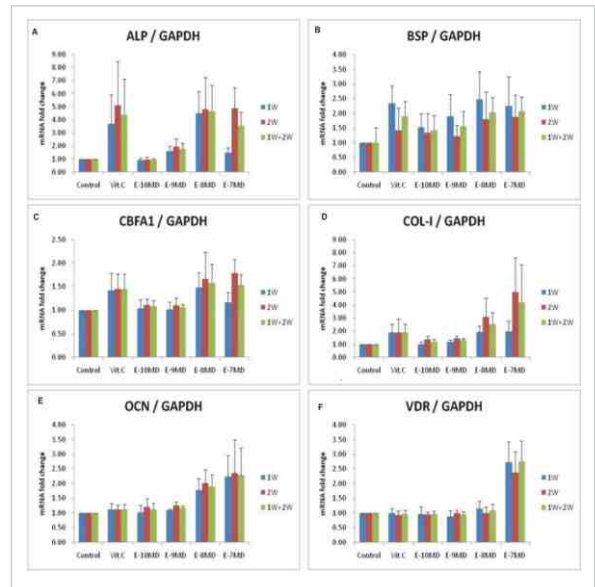 A
ALP / GAPDH
mRNA fold change
9.00
8.00
7.00
6.00
5.00
4.00
3.00
2.00
1.00
0.00
Control Vit.C E-10MD E-9MD E-8MD E-7MD
1W
2W
1W+2W
B
BSP / GAPDH
mRNA fold change
4.00
3.50
3.00
2.50
2.00
1.50
1.00
0.50
0.00
Control Vit.C E-10MD E-9MD E-8MD E-7MD
1W
2W
1W+2W
C
CBFA1 / GAPDH
mRNA fold change
2.50
2.00
1.50
1.00
0.50
0.00
Control Vit.C E-10MD E-9MD E-8MD E-7MD
1W
2W
1W+2W
D
COL-I / GAPDH
mRNA fold change
9.00
8.00
7.00
6.00
5.00
4.00
3.00
2.00
1.00
0.00
Control Vit.C E-10MD E-9MD E-8MD E-7MD
1W
2W
1W+2W
E
OCN / GAPDH
mRNA fold change
4.00
3.50
3.00
2.50
2.00
1.50
1.00
0.50
0.00
Control Vit.C E-10MD E-9MD E-8MD E-7MD
1W
2W
1W+2W
F
VDR / GAPDH
mRNA fold change
4.00
3.50
3.00
2.50
2.00
1.50
1.00
0.50
0.00
Control Vit.C E-10MD E-9MD E-8MD E-7MD
1W
2W
1W+2W